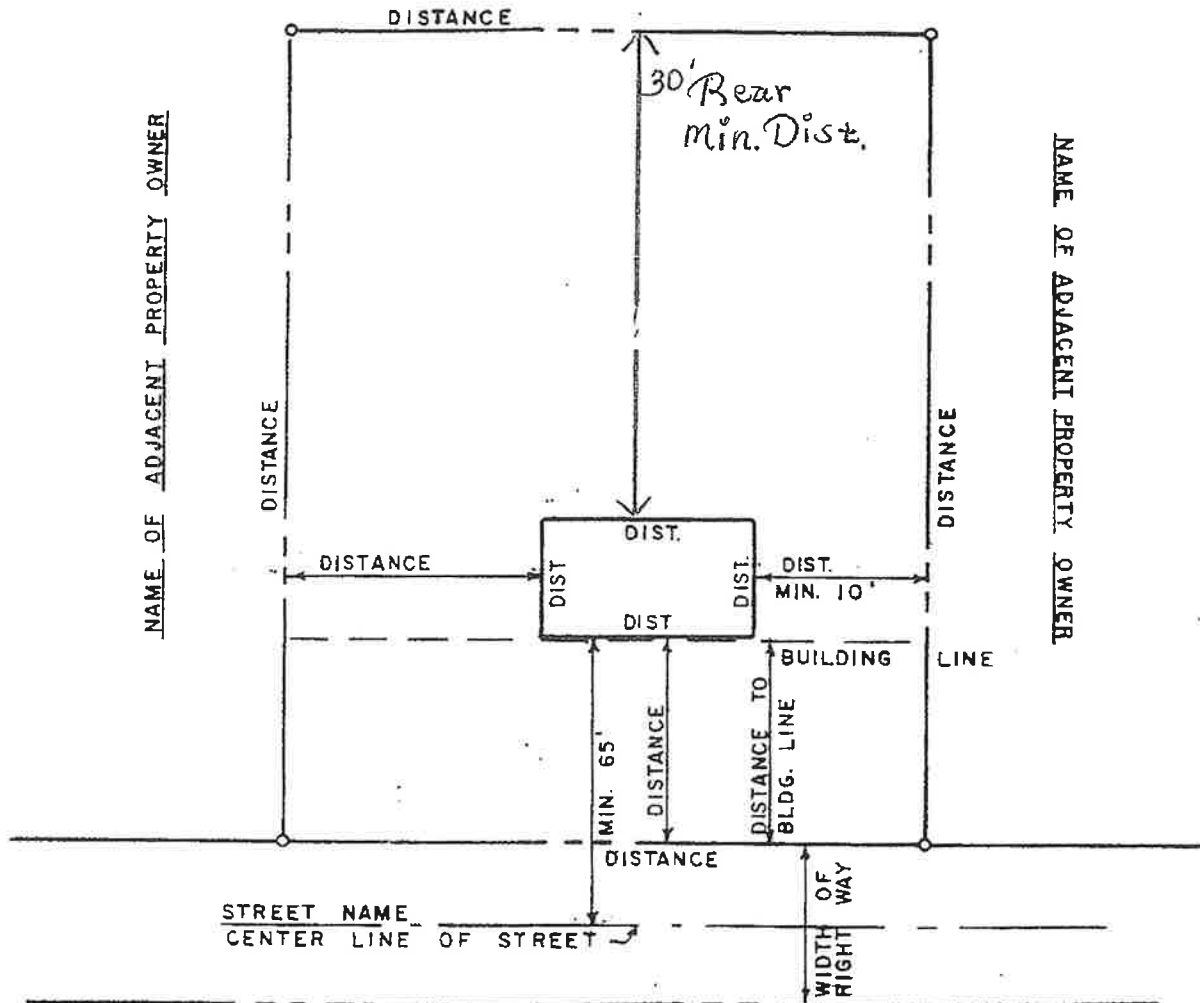 DISTANCE
30' Rear
Min. Dist.
NAME OF ADJACENT PROPERTY OWNER
NAME OF ADJACENT PROPERTY OWNER
DISTANCE
DISTANCE
DIST.
DISTANCE
DIST
DIST.
DIST.
MIN. 10'
DIST
BUILDING LINE
MIN. 65'
DISTANCE
DISTANCE TO
BLDG. LINE
DISTANCE
STREET NAME
CENTER LINE OF STREET
WIDTH OF
RIGHT WAY